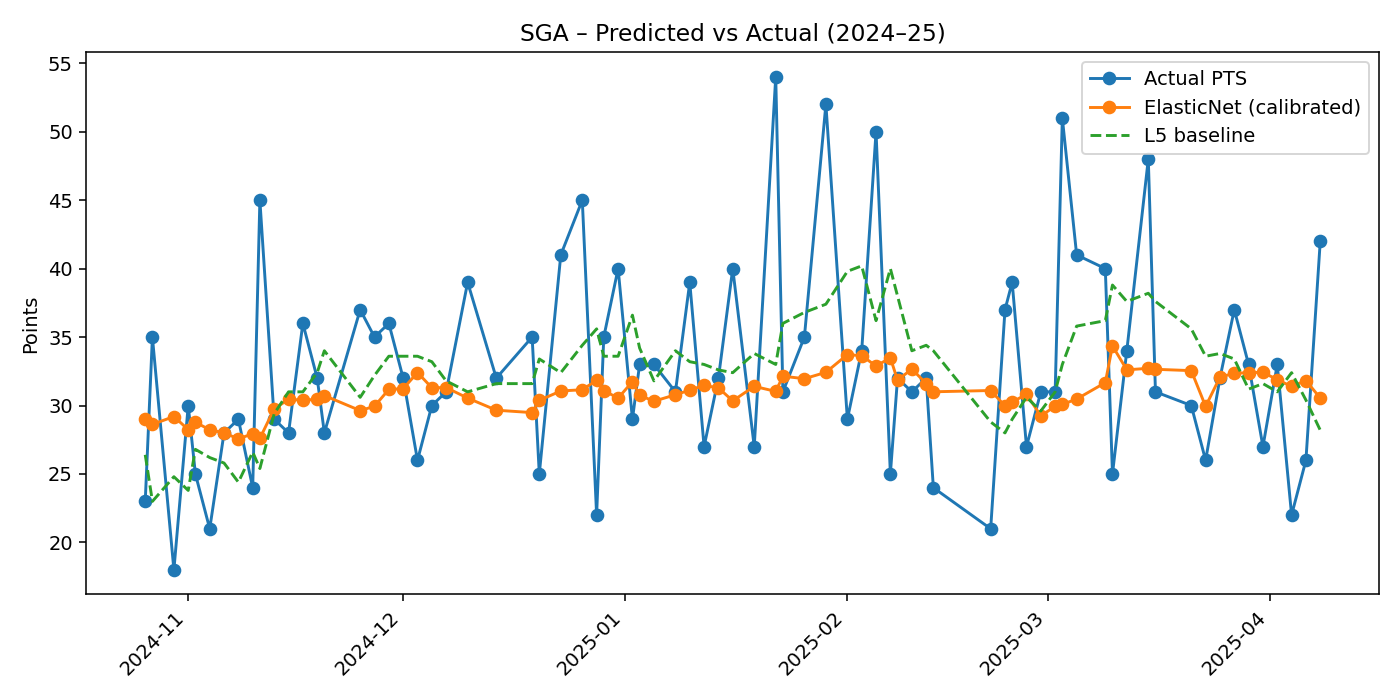 SGA – Predicted vs Actual (2024–25)
55
50
45
40
35
30
25
20
Points
Actual PTS
ElasticNet (calibrated)
L5 baseline
2024-11
2024-12
2025-01
2025-02
2025-03
2025-04